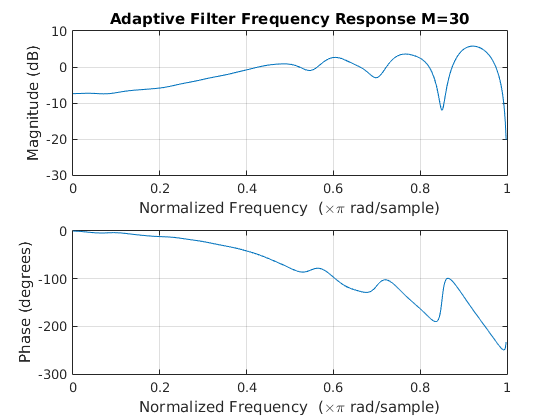 Adaptive Filter Frequency Response M=30
10
0
-10
-20
-30
Magnitude (dB)
0 0.2 0.4 0.6 0.8 1
Normalized Frequency (×π rad/sample)
0
-100
-200
-300
Phase (degrees)
0 0.2 0.4 0.6 0.8 1
Normalized Frequency (×π rad/sample)